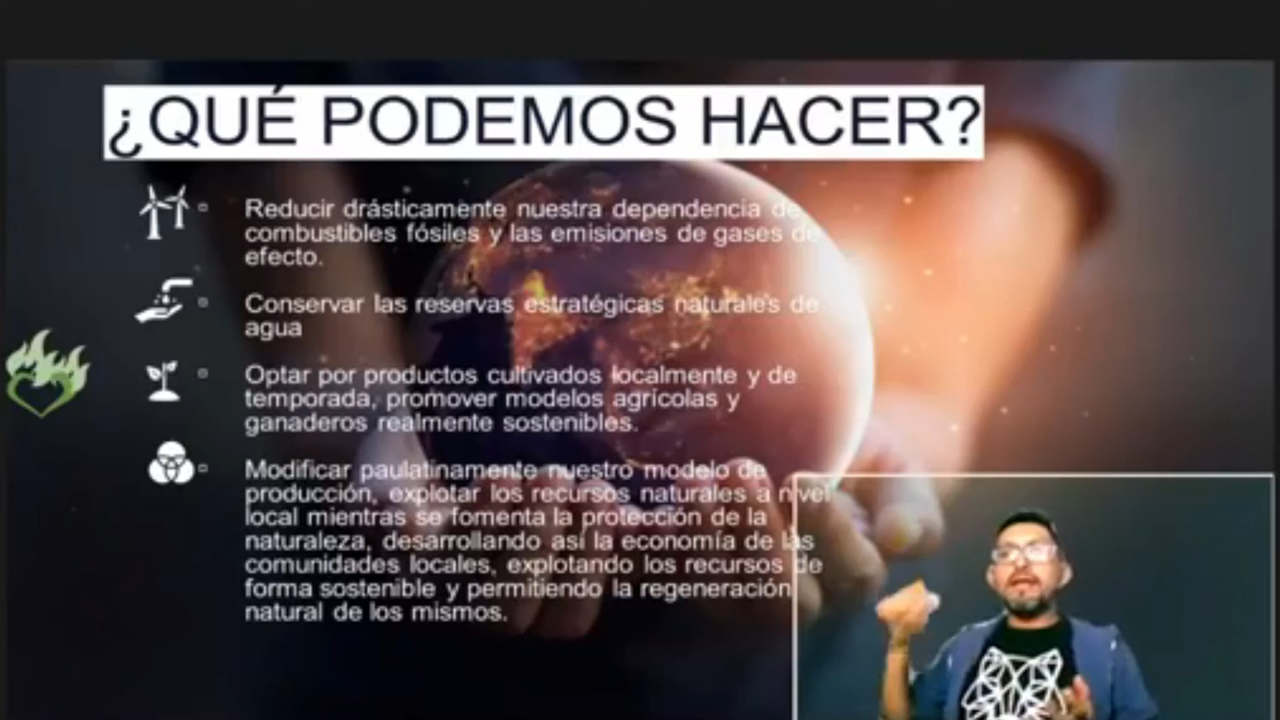 ¿QUÉ PODEMOS HACER?
Reducir drásticamente nuestra dependencia de
combustibles fósiles y las emisiones de gases de
efecto.
Conservar las reservas estratégicas naturales de
agua
Optar por productos cultivados localmente y de
temporada, promover modelos agrícolas y
ganaderos realmente sostenibles.
Modificar paulatinamente nuestro modelo de
producción, explotar los recursos naturales a nivel
local mientras se fomenta la protección de la
naturaleza, desarrollando así la economía de las
comunidades locales, explotando los recursos de
forma sostenible y permitiendo la regeneración
natural de los mismos.